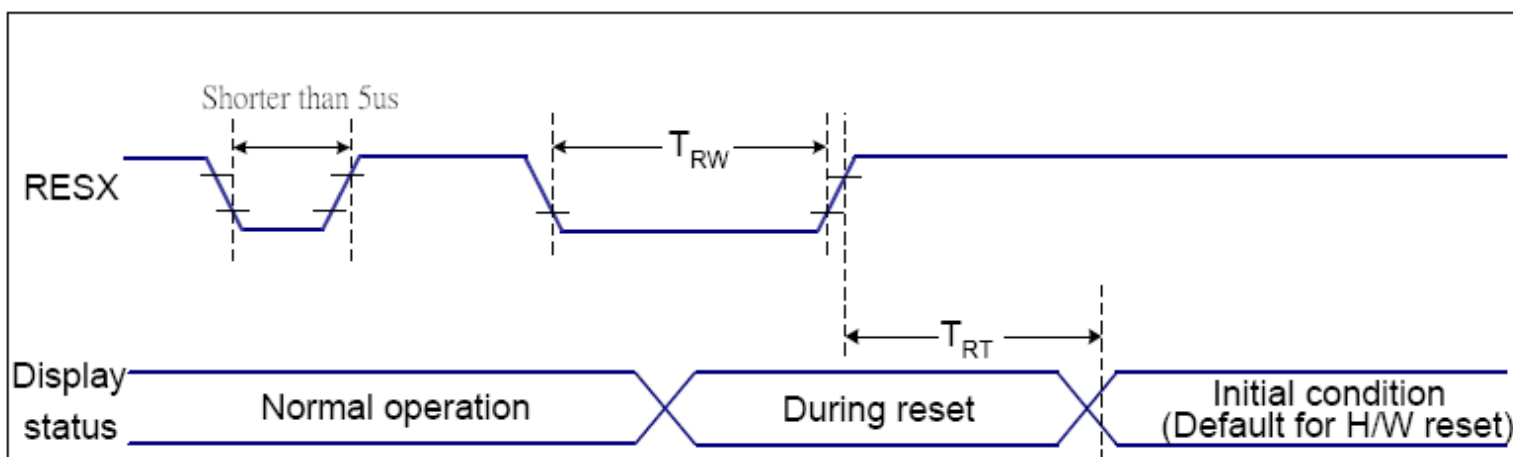 Shorter than 5us
RESX
TRW
TRT
Display
status
Normal operation
During reset
Initial condition
(Default for H/W reset)